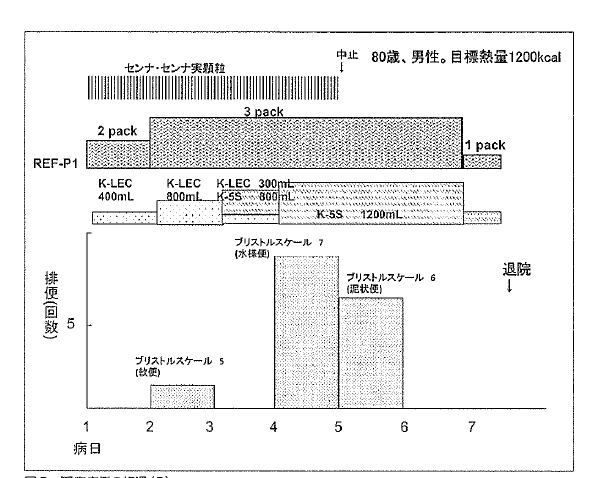 中止
80歳、男性。目標熱量1200kcal
センナ・センナ実顆粒
↓
3 pack
2 pack
1 pack
REF-P1
K-LEC
400mL
K-LEC
800mL
K-LEC 300mL
K-5S 800mL
K-5S 1200mL
ブリストルスケール 7
(水様便)
ブリストルスケール 6
(泥状便)
退院
↓
排便(回数)
5
ブリストルスケール 5
(軟便)
1 2 3 4 5 6 7
病日